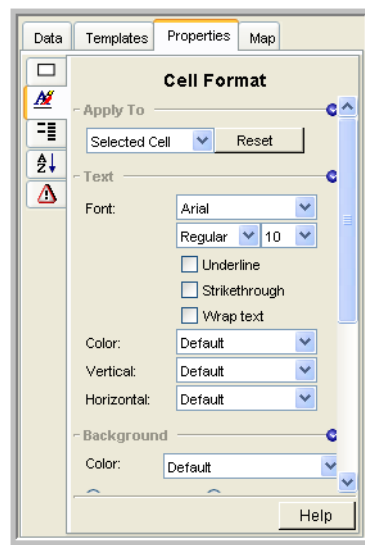 Data Templates Properties Map
Cell Format
Apply To
Selected Cell Reset
Text
Font: Arial
Regular 10
Underline
Strikethrough
Wrap text
Color: Default
Vertical: Default
Horizontal: Default
Background
Color: Default
Help